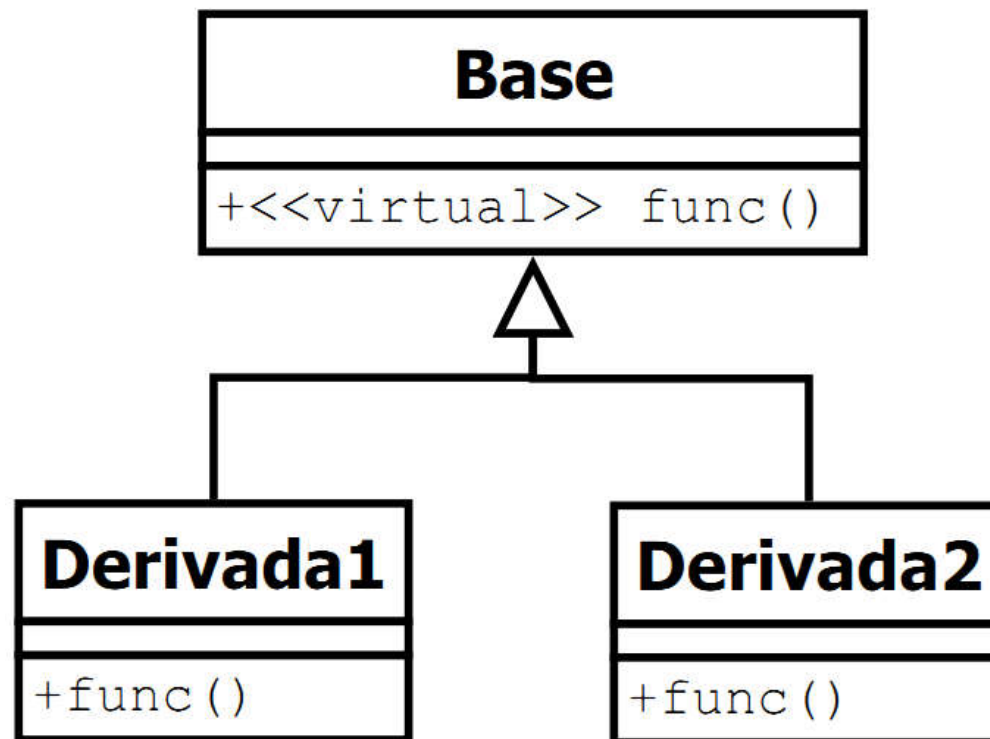 Base
+<<virtual>> func()
Derivada1
Derivada2
+func()
+func()